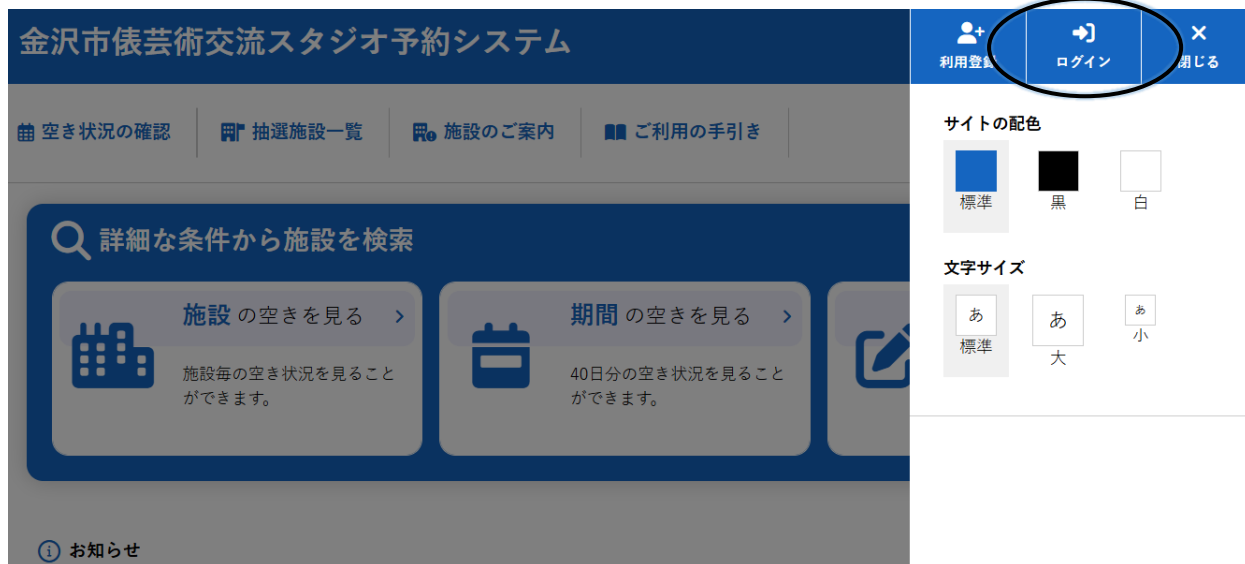 金沢市俵芸術交流スタジオ予約システム
利用登録
ログイン
閉じる
空き状況の確認
抽選施設一覧
施設のご案内
ご利用の手引き
サイトの配色
標準
黒
白
文字サイズ
あ
標準
あ
大
あ
小
詳細な条件から施設を検索
施設 の空きを見る
施設毎の空き状況を見ること
ができます。
期間 の空きを見る
40日分の空き状況を見ること
ができます。
お知らせ